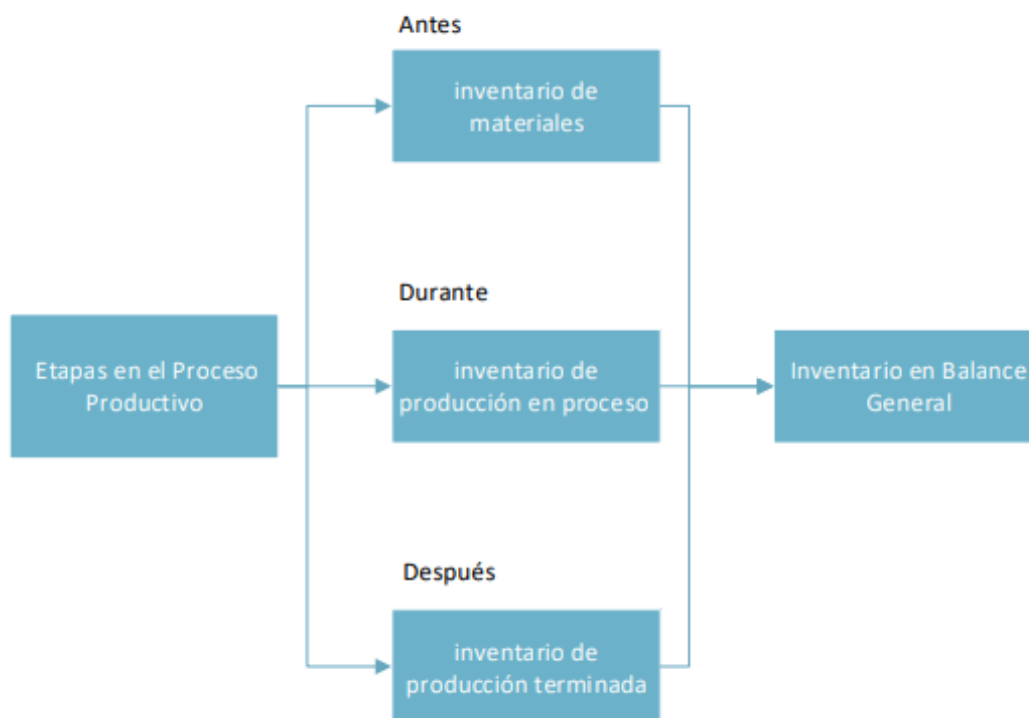 Antes
inventario de
materiales
Durante
Etapas en el Proceso
Productivo
inventario de
producción en proceso
Inventario en Balance
General
Después
inventario de
producción terminada